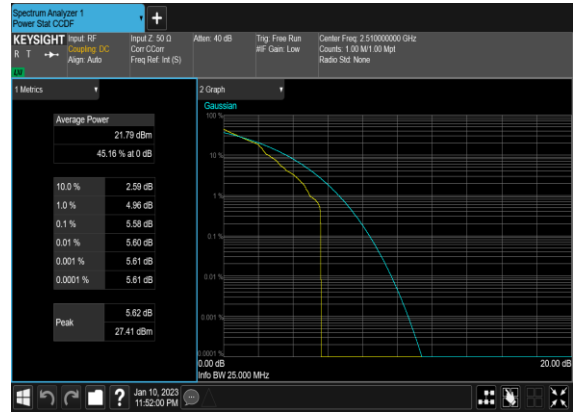 Spectrum Analyzer 1
Power Stat CCDF
KEYSIGHT
R T
LXI
Input: RF
Coupling: DC
Align: Auto
Input Z: 50 Ω
Corr CCorr
Freq Ref: Int (S)
Atten: 40 dB
Trig: Free Run
#IF Gain: Low
Center Freq: 2.510000000 GHz
Counts: 1.00 M/1.00 Mpt
Radio Std: None
1 Metrics
Average Power
21.79 dBm
45.16 % at 0 dB
10.0 % 2.59 dB
1.0 % 4.96 dB
0.1 % 5.58 dB
0.01 % 5.60 dB
0.001 % 5.61 dB
0.0001 % 5.61 dB
Peak
5.62 dB
27.41 dBm
2 Graph
Gaussian
100 %
10 %
1 %
0.1 %
0.01 %
0.001 %
0.0001 %
0.00 dB 20.00 dB
Info BW 25.000 MHz
Jan 10, 2023
11:52:00 PM